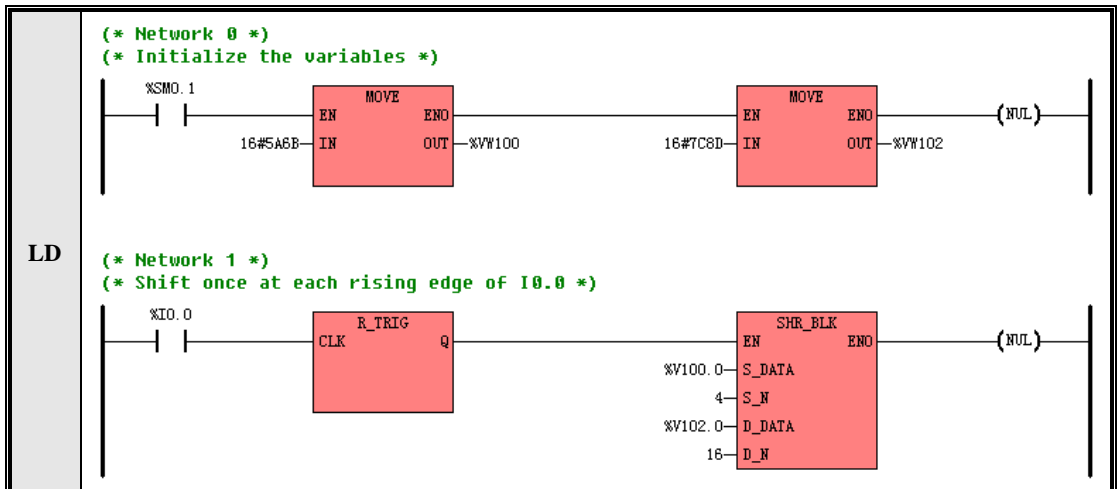 (* Network 0 *)
(* Initialize the variables *)
%SM0.1
MOVE MOVE
EN ENO EN ENO (NUL)
16#5A6B IN OUT %VW100 16#7C8D IN OUT %VW102
LD
(* Network 1 *)
(* Shift once at each rising edge of I0.0 *)
%I0.0
R_TRIG SHR_BLK
CLK Q EN ENO (NUL)
%V100.0 S_DATA
4 S_N
%V102.0 D_DATA
16 D_N